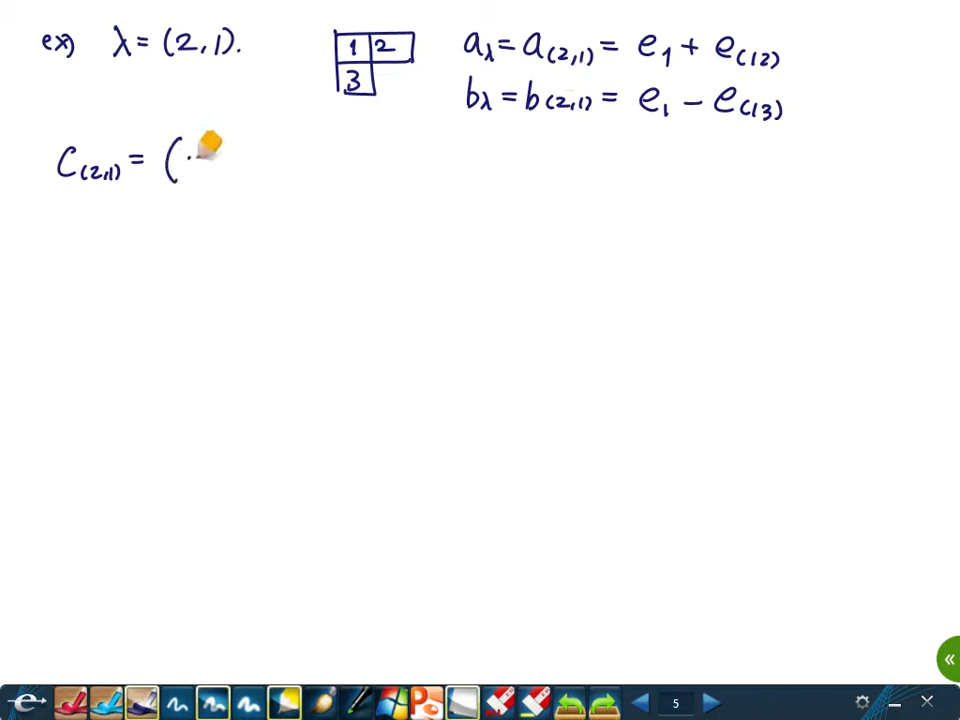 ex) λ = (2,1). 1 2 a_λ = a_(2,1) = e_1 + e_(12)
3 b_λ = b_(2,1) = e_1 - e_(13)
C_(2,1) = (
5